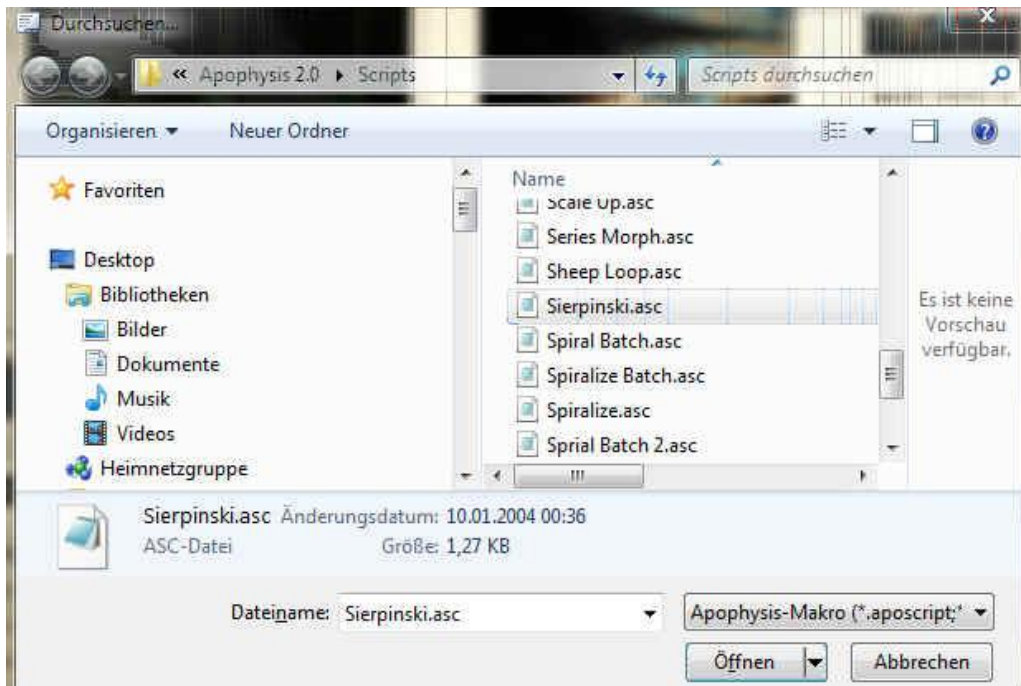 Durchsuchen...
« Apophysis 2.0 ▸ Scripts
Scripts durchsuchen
Organisieren
Neuer Ordner
Favoriten
Desktop
Bibliotheken
Bilder
Dokumente
Musik
Videos
Heimnetzgruppe
Name
Scale Up.asc
Series Morph.asc
Sheep Loop.asc
Sierpinski.asc
Spiral Batch.asc
Spiralize Batch.asc
Spiralize.asc
Sprial Batch 2.asc
Es ist keine
Vorschau
verfügbar.
Sierpinski.asc Änderungsdatum: 10.01.2004 00:36
ASC-Datei Größe: 1,27 KB
Dateiname: Sierpinski.asc
Apophysis-Makro (*.aposcript;*
Öffnen
Abbrechen